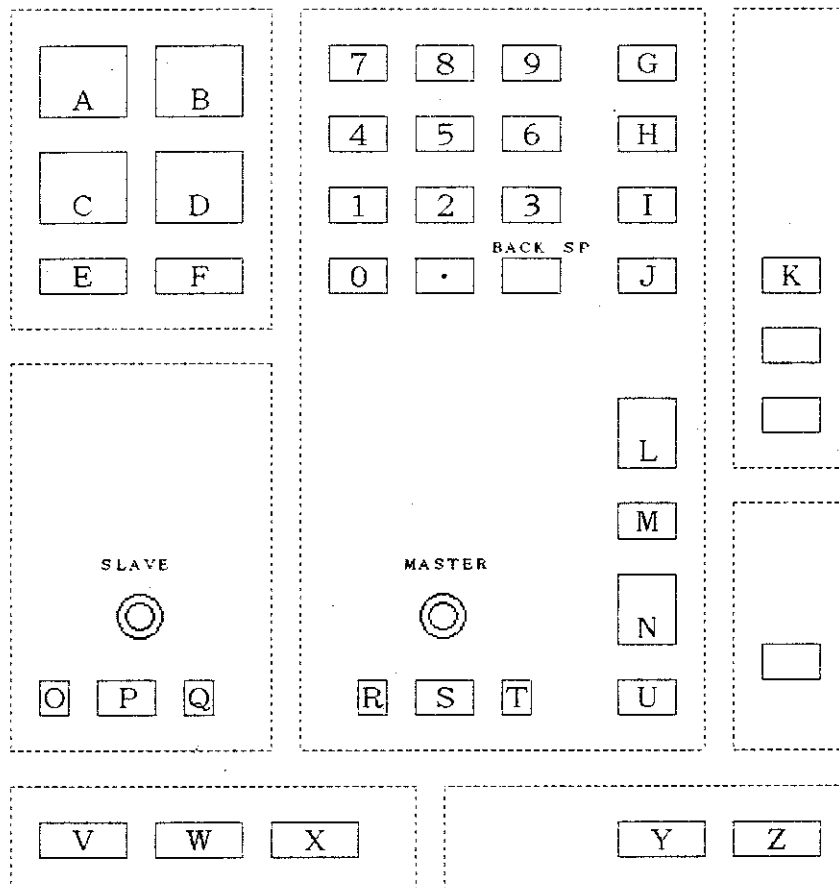 7 8 9 G
A B
4 5 6 H
C D 1 2 3 I
BACK SP
E F 0 . J K
L
M
SLAVE MASTER
N
O P Q R S T U
V W X Y Z